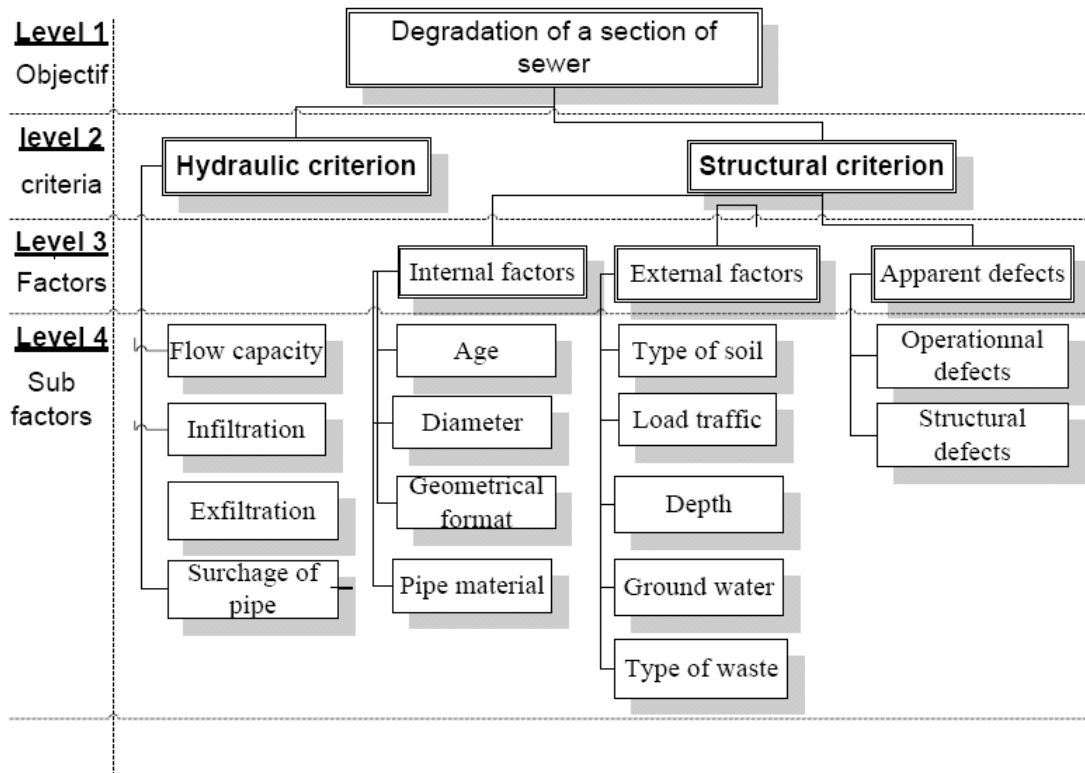 Level 1
Objectif
Degradation of a section of
sewer
level 2
criteria
Hydraulic criterion
Structural criterion
Level 3
Factors
Internal factors
External factors
Apparent defects
Level 4
Sub
factors
Flow capacity
Age
Type of soil
Operationnal
defects
Infiltration
Diameter
Load traffic
Structural
defects
Exfiltration
Geometrical
format
Depth
Surchage of
pipe
Pipe material
Ground water
Type of waste